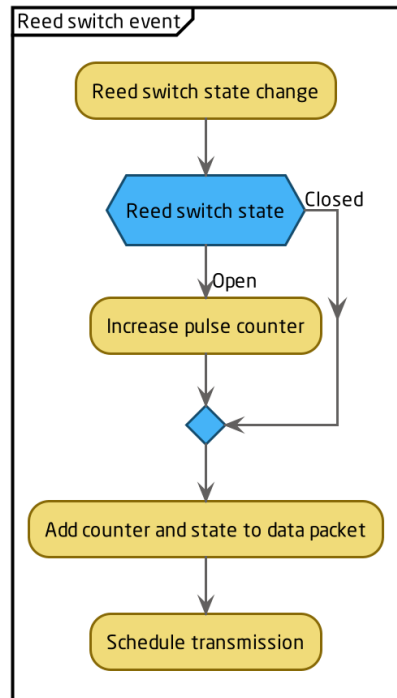 Reed switch event
Reed switch state change
Reed switch state
Closed
Open
Increase pulse counter
Add counter and state to data packet
Schedule transmission